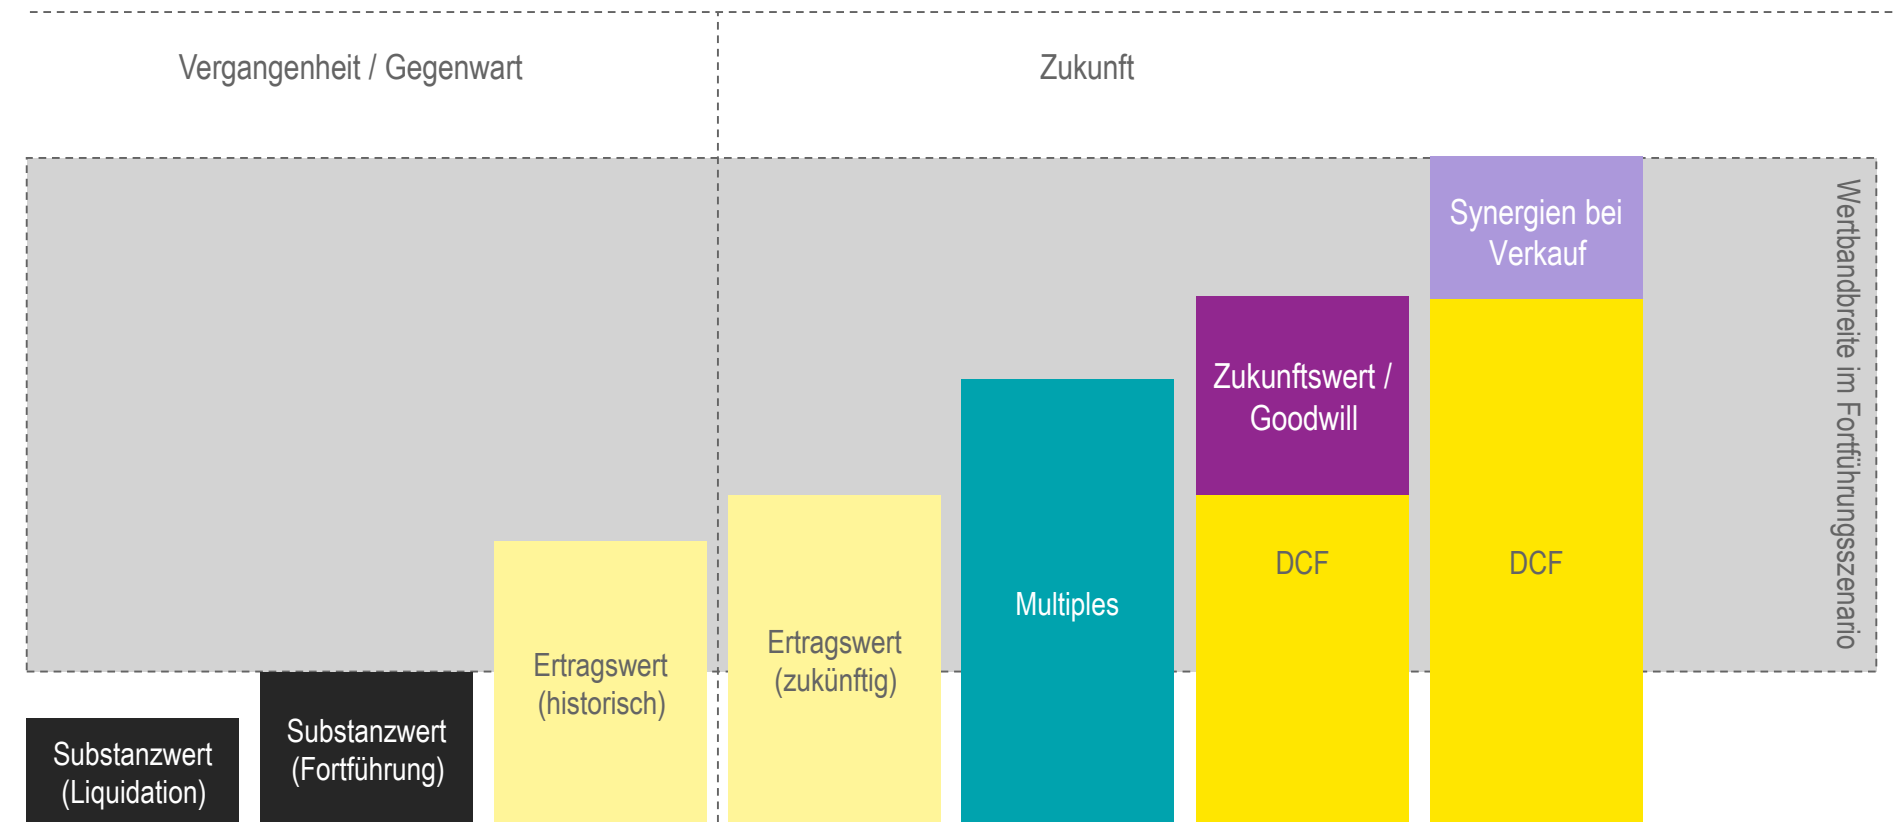 Vergangenheit / Gegenwart
Zukunft
Substanzwert
(Liquidation)
Substanzwert
(Fortführung)
Ertragswert
(historisch)
Ertragswert
(zukünftig)
Multiples
Zukunftswert /
Goodwill
DCF
Synergien bei
Verkauf
DCF
Wertbandbreite im Fortführungsszenario